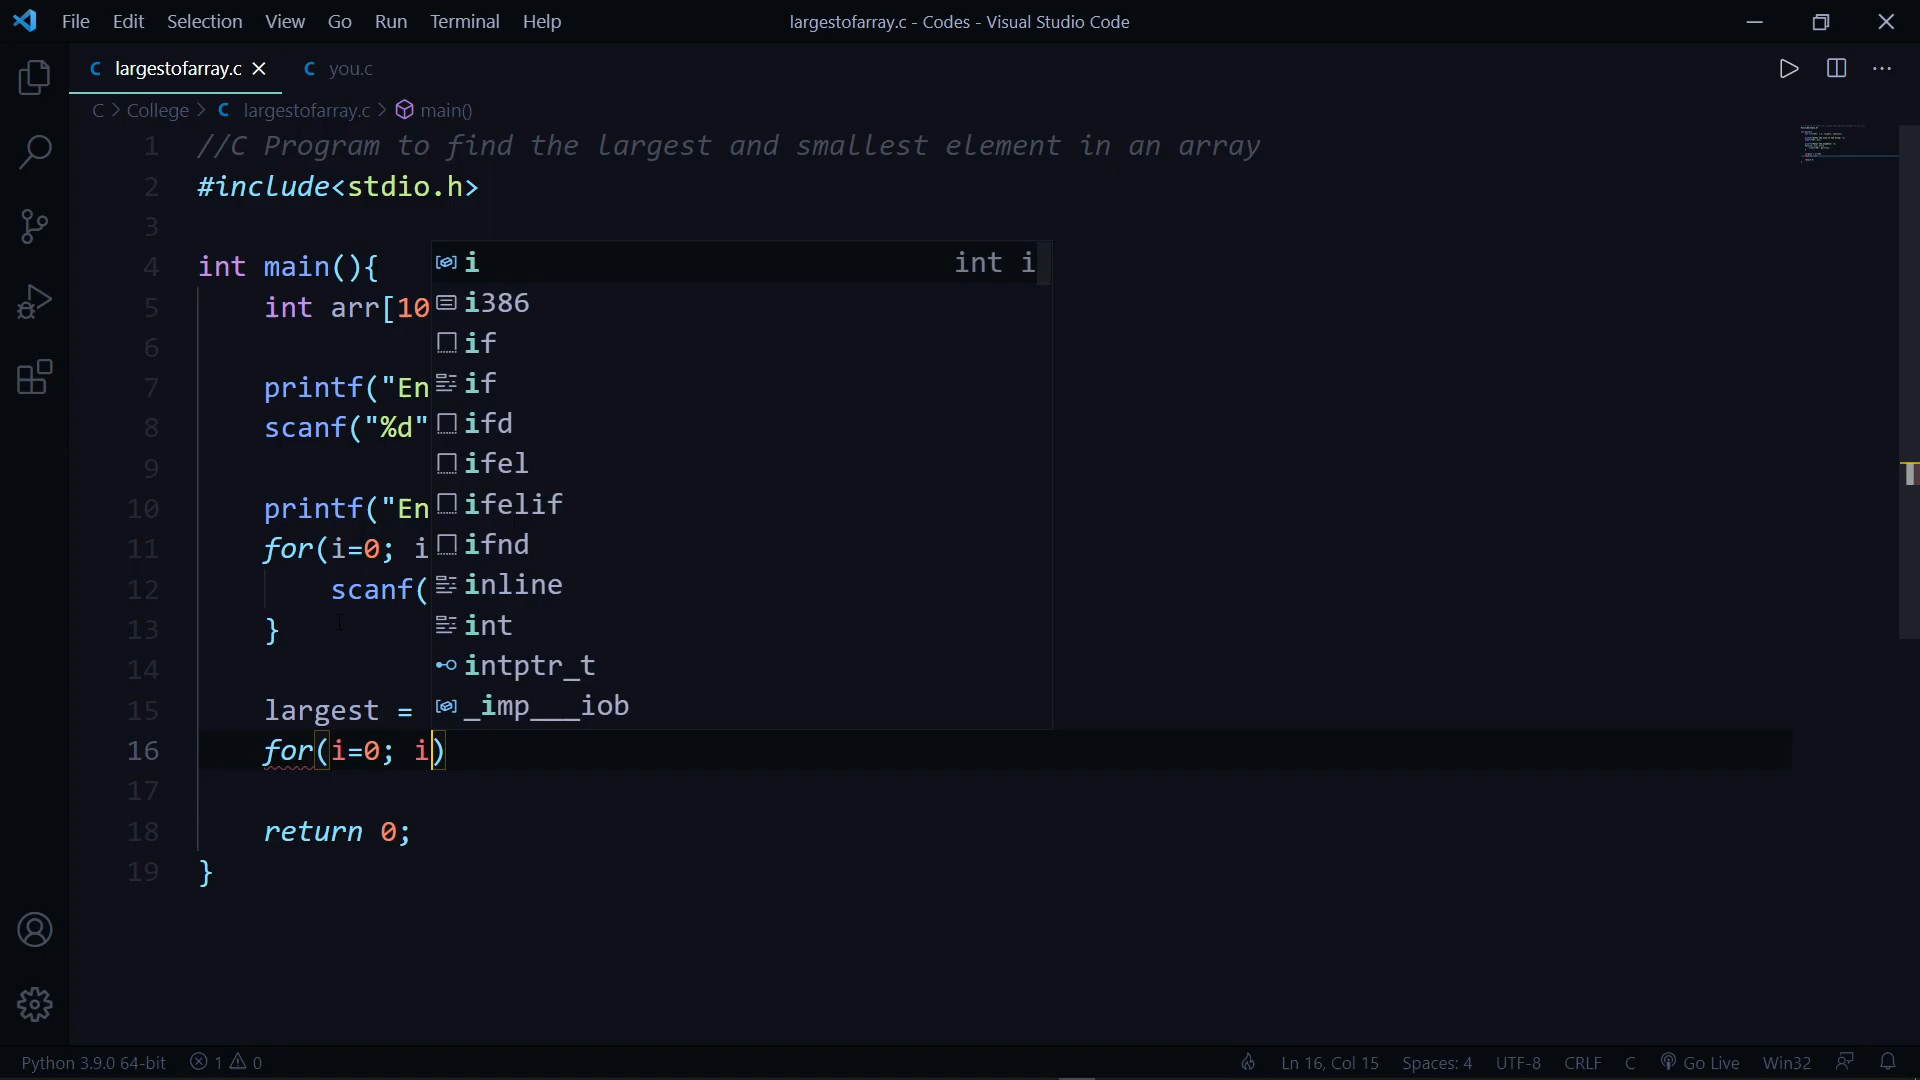 File Edit Selection View Go Run Terminal Help largestofarray.c - Codes - Visual Studio Code
C largestofarray.c C you.c
C > College > C largestofarray.c > main()
1 //C Program to find the largest and smallest element in an array
2 #include<stdio.h>
3
4 int main(){
5 int arr[10
6
7 printf("En
8 scanf("%d"
9
10 printf("En
11 for(i=0; i
12 scanf(
13 }
14
15 largest =
16 for(i=0; i)
17
18 return 0;
19 }
i int i
i386
if
if
ifd
ifel
ifelif
ifnd
inline
int
intptr_t
_imp___iob
Python 3.9.0 64-bit 1 0 Ln 16, Col 15 Spaces: 4 UTF-8 CRLF C Go Live Win32